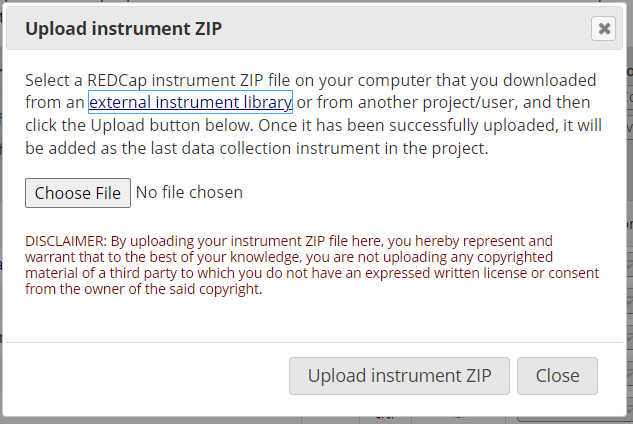 Upload instrument ZIP
Select a REDCap instrument ZIP file on your computer that you downloaded
from an external instrument library or from another project/user, and then
click the Upload button below. Once it has been successfully uploaded, it will
be added as the last data collection instrument in the project.
Choose File No file chosen
DISCLAIMER: By uploading your instrument ZIP file here, you hereby represent and
warrant that to the best of your knowledge, you are not uploading any copyrighted
material of a third party to which you do not have an expressed written license or consent
from the owner of the said copyright.
Upload instrument ZIP Close